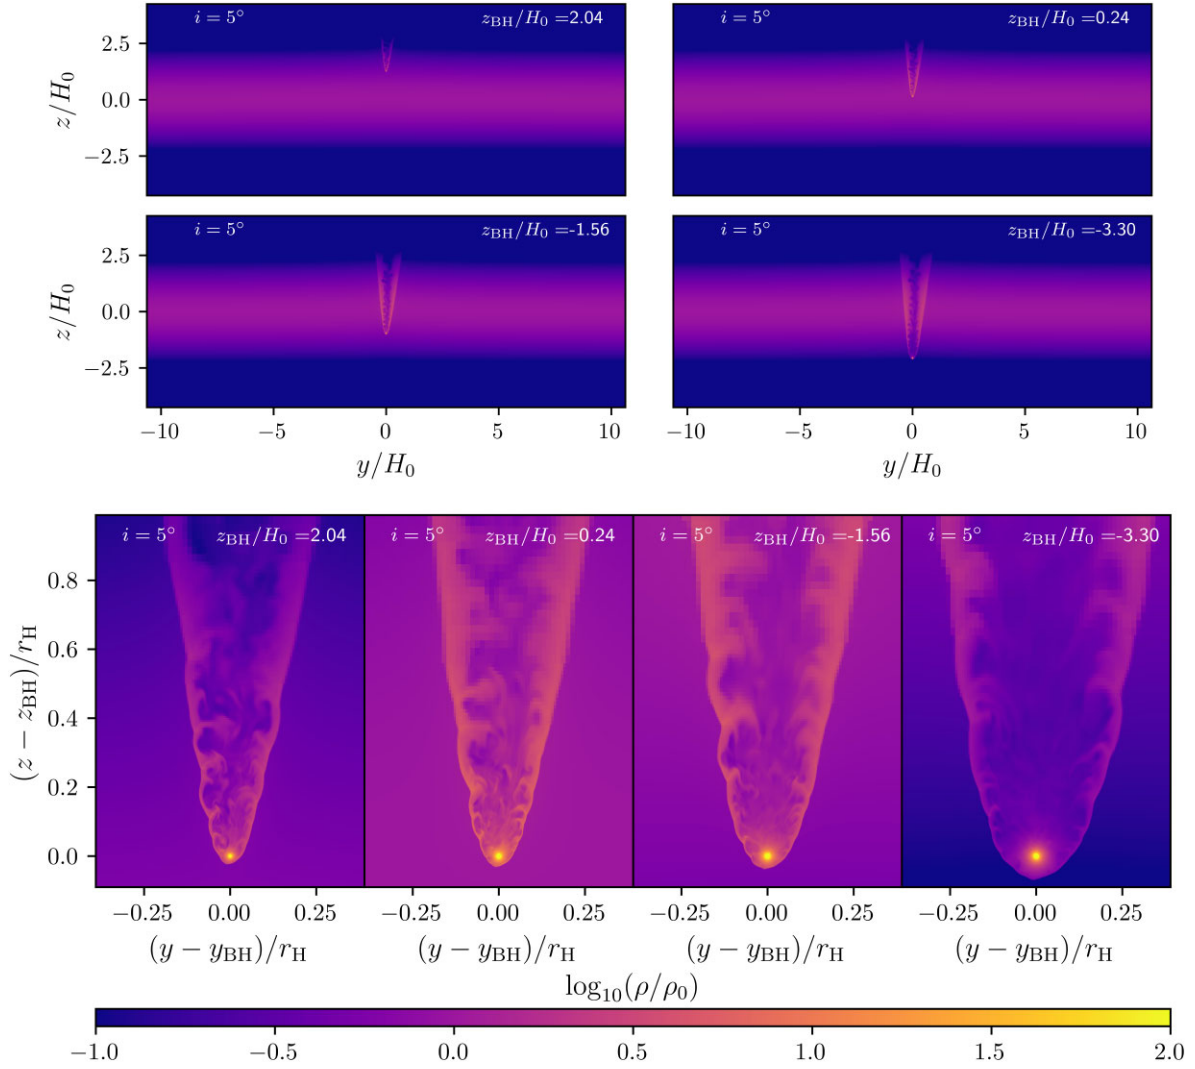 i = 5° z_BH/H_0 =2.04
i = 5° z_BH/H_0 =0.24
2.5
0.0
−2.5
z/H_0
i = 5° z_BH/H_0 =-1.56
i = 5° z_BH/H_0 =-3.30
2.5
0.0
−2.5
z/H_0
−10 −5 0 5 10
−10 −5 0 5 10
y/H_0
y/H_0
i = 5° z_BH/H_0 =2.04
i = 5° z_BH/H_0 =0.24
i = 5° z_BH/H_0 =-1.56
i = 5° z_BH/H_0 =-3.30
0.8
0.6
0.4
0.2
0.0
(z − z_BH)/r_H
−0.25 0.00 0.25
−0.25 0.00 0.25
−0.25 0.00 0.25
−0.25 0.00 0.25
(y − y_BH)/r_H
(y − y_BH)/r_H
(y − y_BH)/r_H
(y − y_BH)/r_H
log_10(ρ/ρ_0)
−1.0 −0.5 0.0 0.5 1.0 1.5 2.0